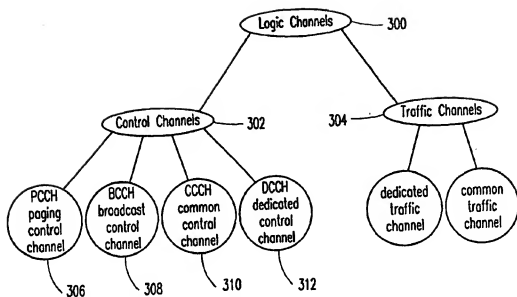 Logic Channels
300
Control Channels
302
304
Traffic Channels
PCCH
paging
control
channel
BCCH
broadcast
control
channel
CCCH
common
control
channel
DCCH
dedicated
control
channel
dedicated
traffic
channel
common
traffic
channel
306
308
310
312